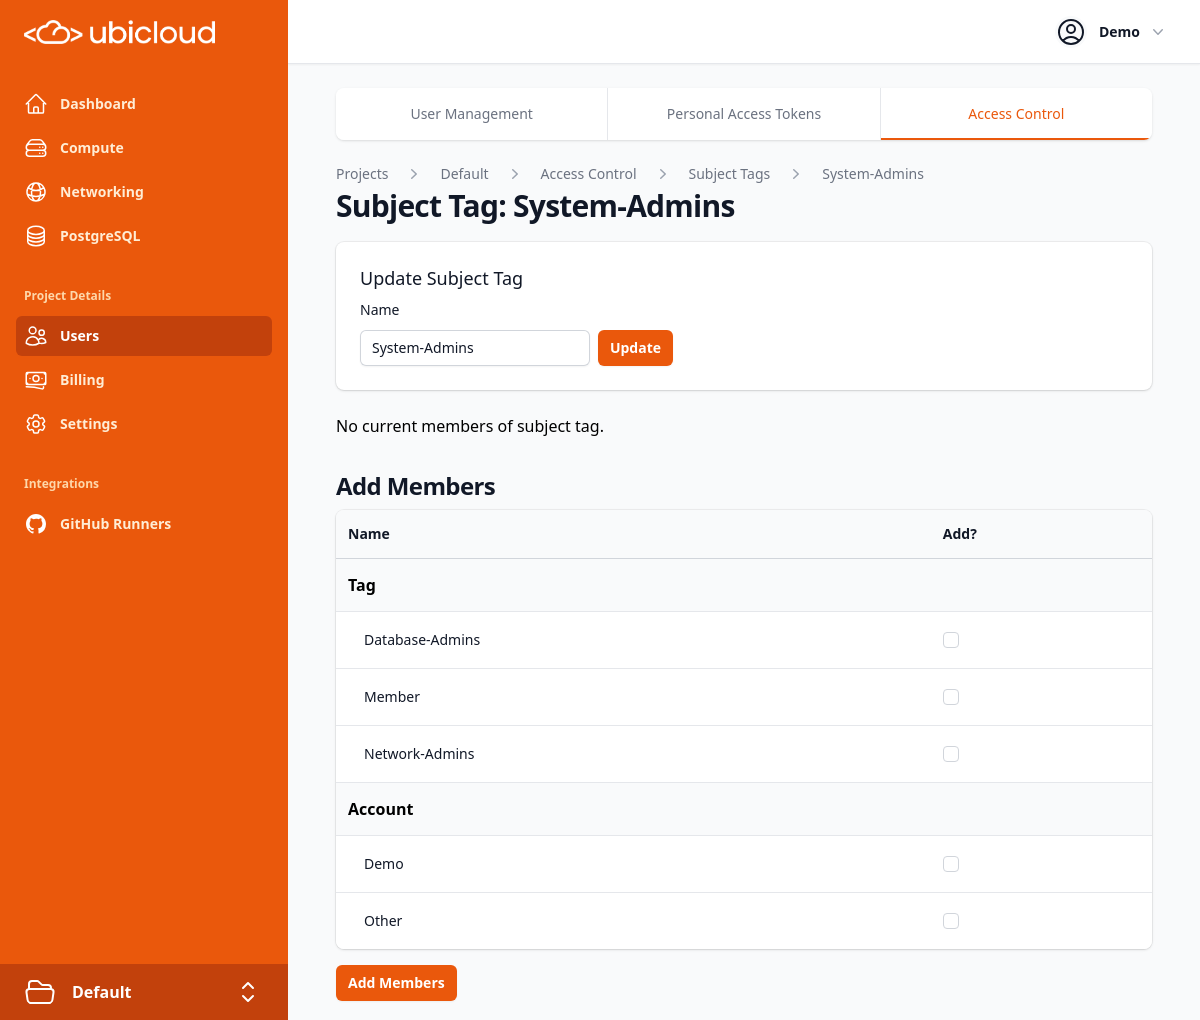 ubicloud
Demo
Dashboard
Compute
Networking
PostgreSQL
Project Details
Users
Billing
Settings
Integrations
GitHub Runners
Default
User Management
Personal Access Tokens
Access Control
Projects > Default > Access Control > Subject Tags > System-Admins
Subject Tag: System-Admins
Update Subject Tag
Name
System-Admins
Update
No current members of subject tag.
Add Members
Name Add?
Tag
Database-Admins
Member
Network-Admins
Account
Demo
Other
Add Members